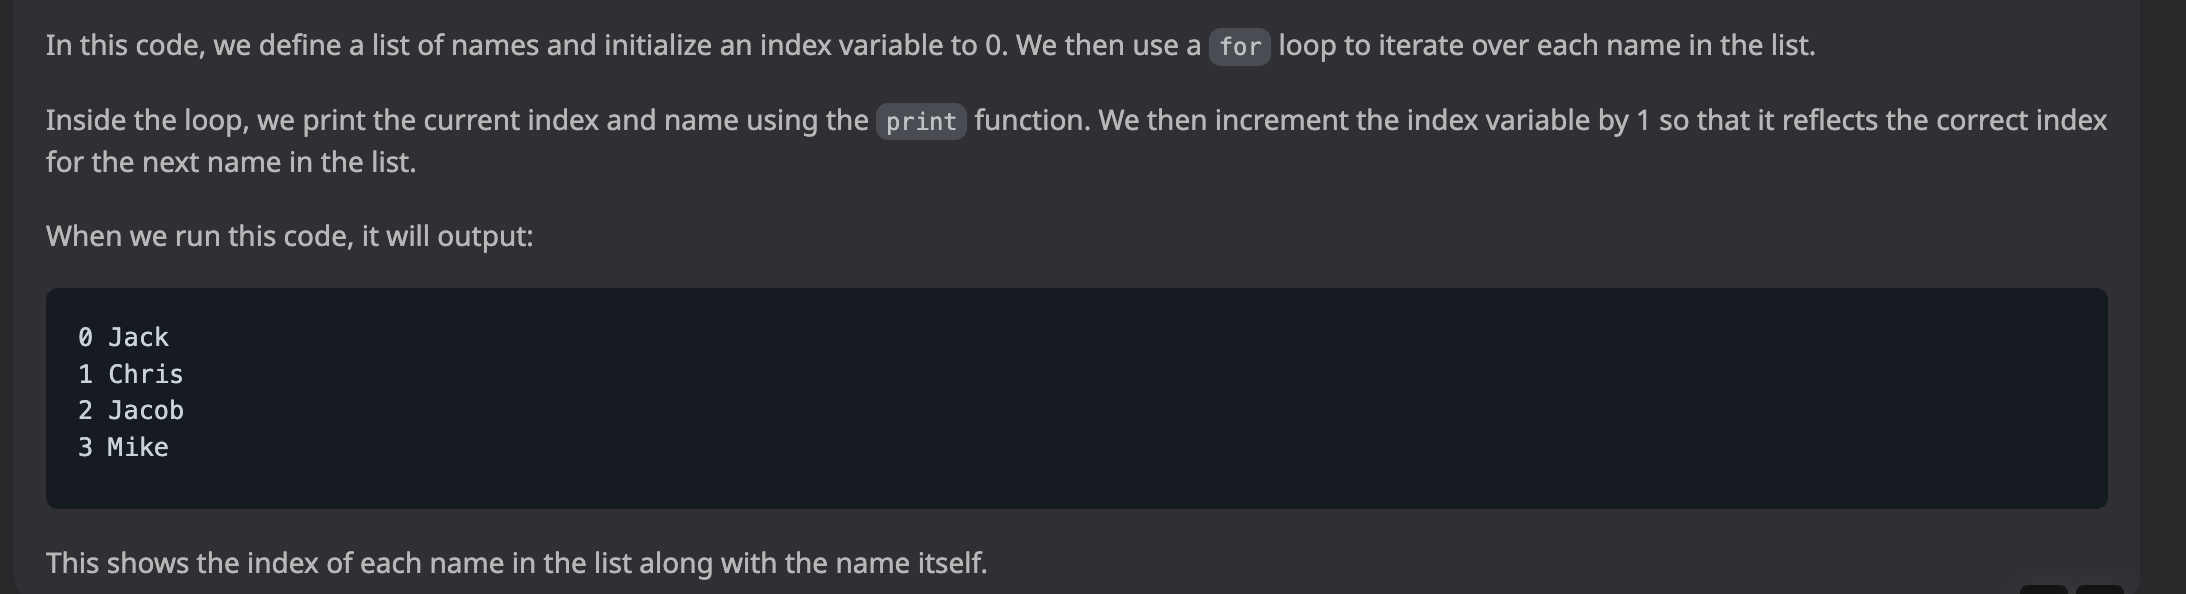 In this code, we define a list of names and initialize an index variable to 0. We then use a for loop to iterate over each name in the list.
Inside the loop, we print the current index and name using the print function. We then increment the index variable by 1 so that it reflects the correct index
for the next name in the list.
When we run this code, it will output:
0 Jack
1 Chris
2 Jacob
3 Mike
This shows the index of each name in the list along with the name itself.